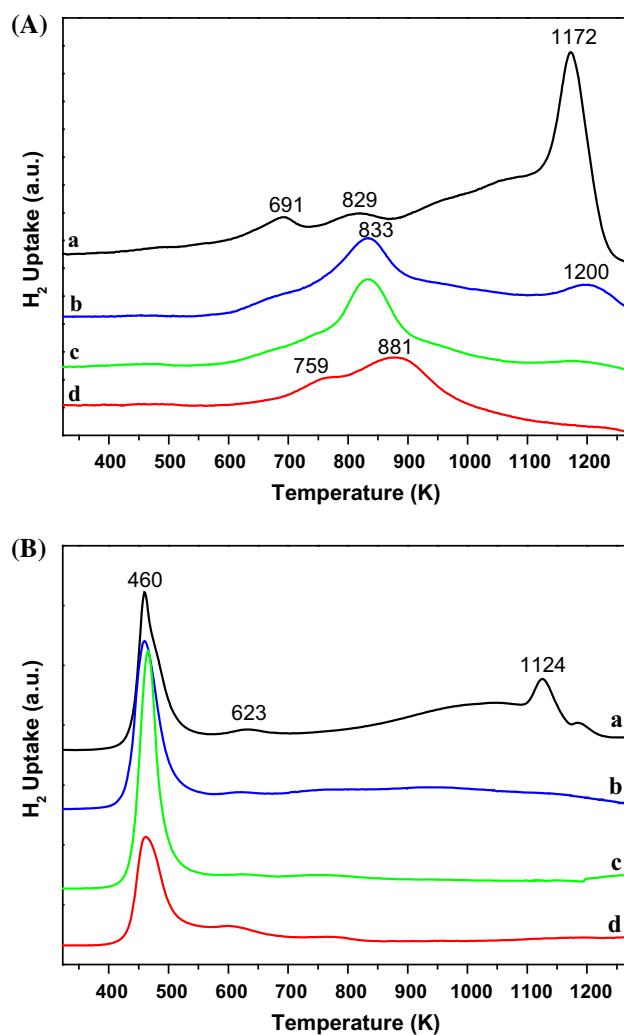 (A)
1172
691
829
833
a
1200
b
c
759
881
d
H2 Uptake (a.u.)
400 500 600 700 800 900 1000 1100 1200
Temperature (K)
(B)
460
1124
623
a
b
c
d
H2 Uptake (a.u.)
400 500 600 700 800 900 1000 1100 1200
Temperature (K)